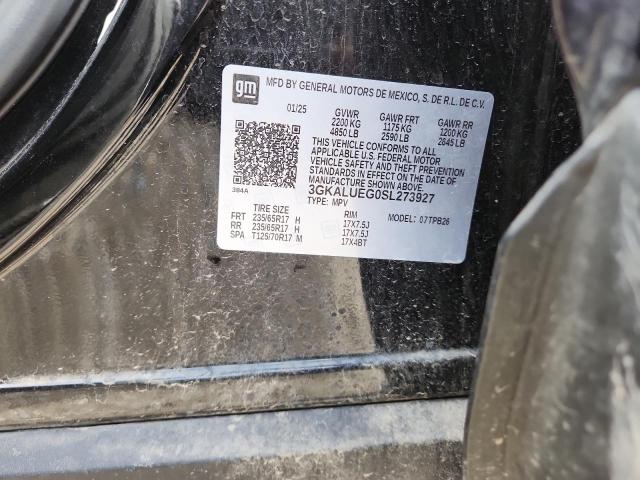 gm
MFD BY GENERAL MOTORS DE MEXICO, S. DE R.L. DE C.V.
01/25 GVWR GAWR FRT GAWR RR
2200 KG 1175 KG 1200 KG
4850 LB 2590 LB 2645 LB
THIS VEHICLE CONFORMS TO ALL
APPLICABLE U.S. FEDERAL MOTOR
VEHICLE SAFETY AND THEFT PREVENTION
STANDARDS IN EFFECT ON THE DATE OF
MANUFACTURE SHOWN ABOVE.
384A 3GKALUEG0SL273927
TYPE: MPV
TIRE SIZE RIM MODEL: 07TPB26
FRT 235/65R17 H 17X7.5J
RR 235/65R17 H 17X7.5J
SPA T125/70R17 M 17X4BT